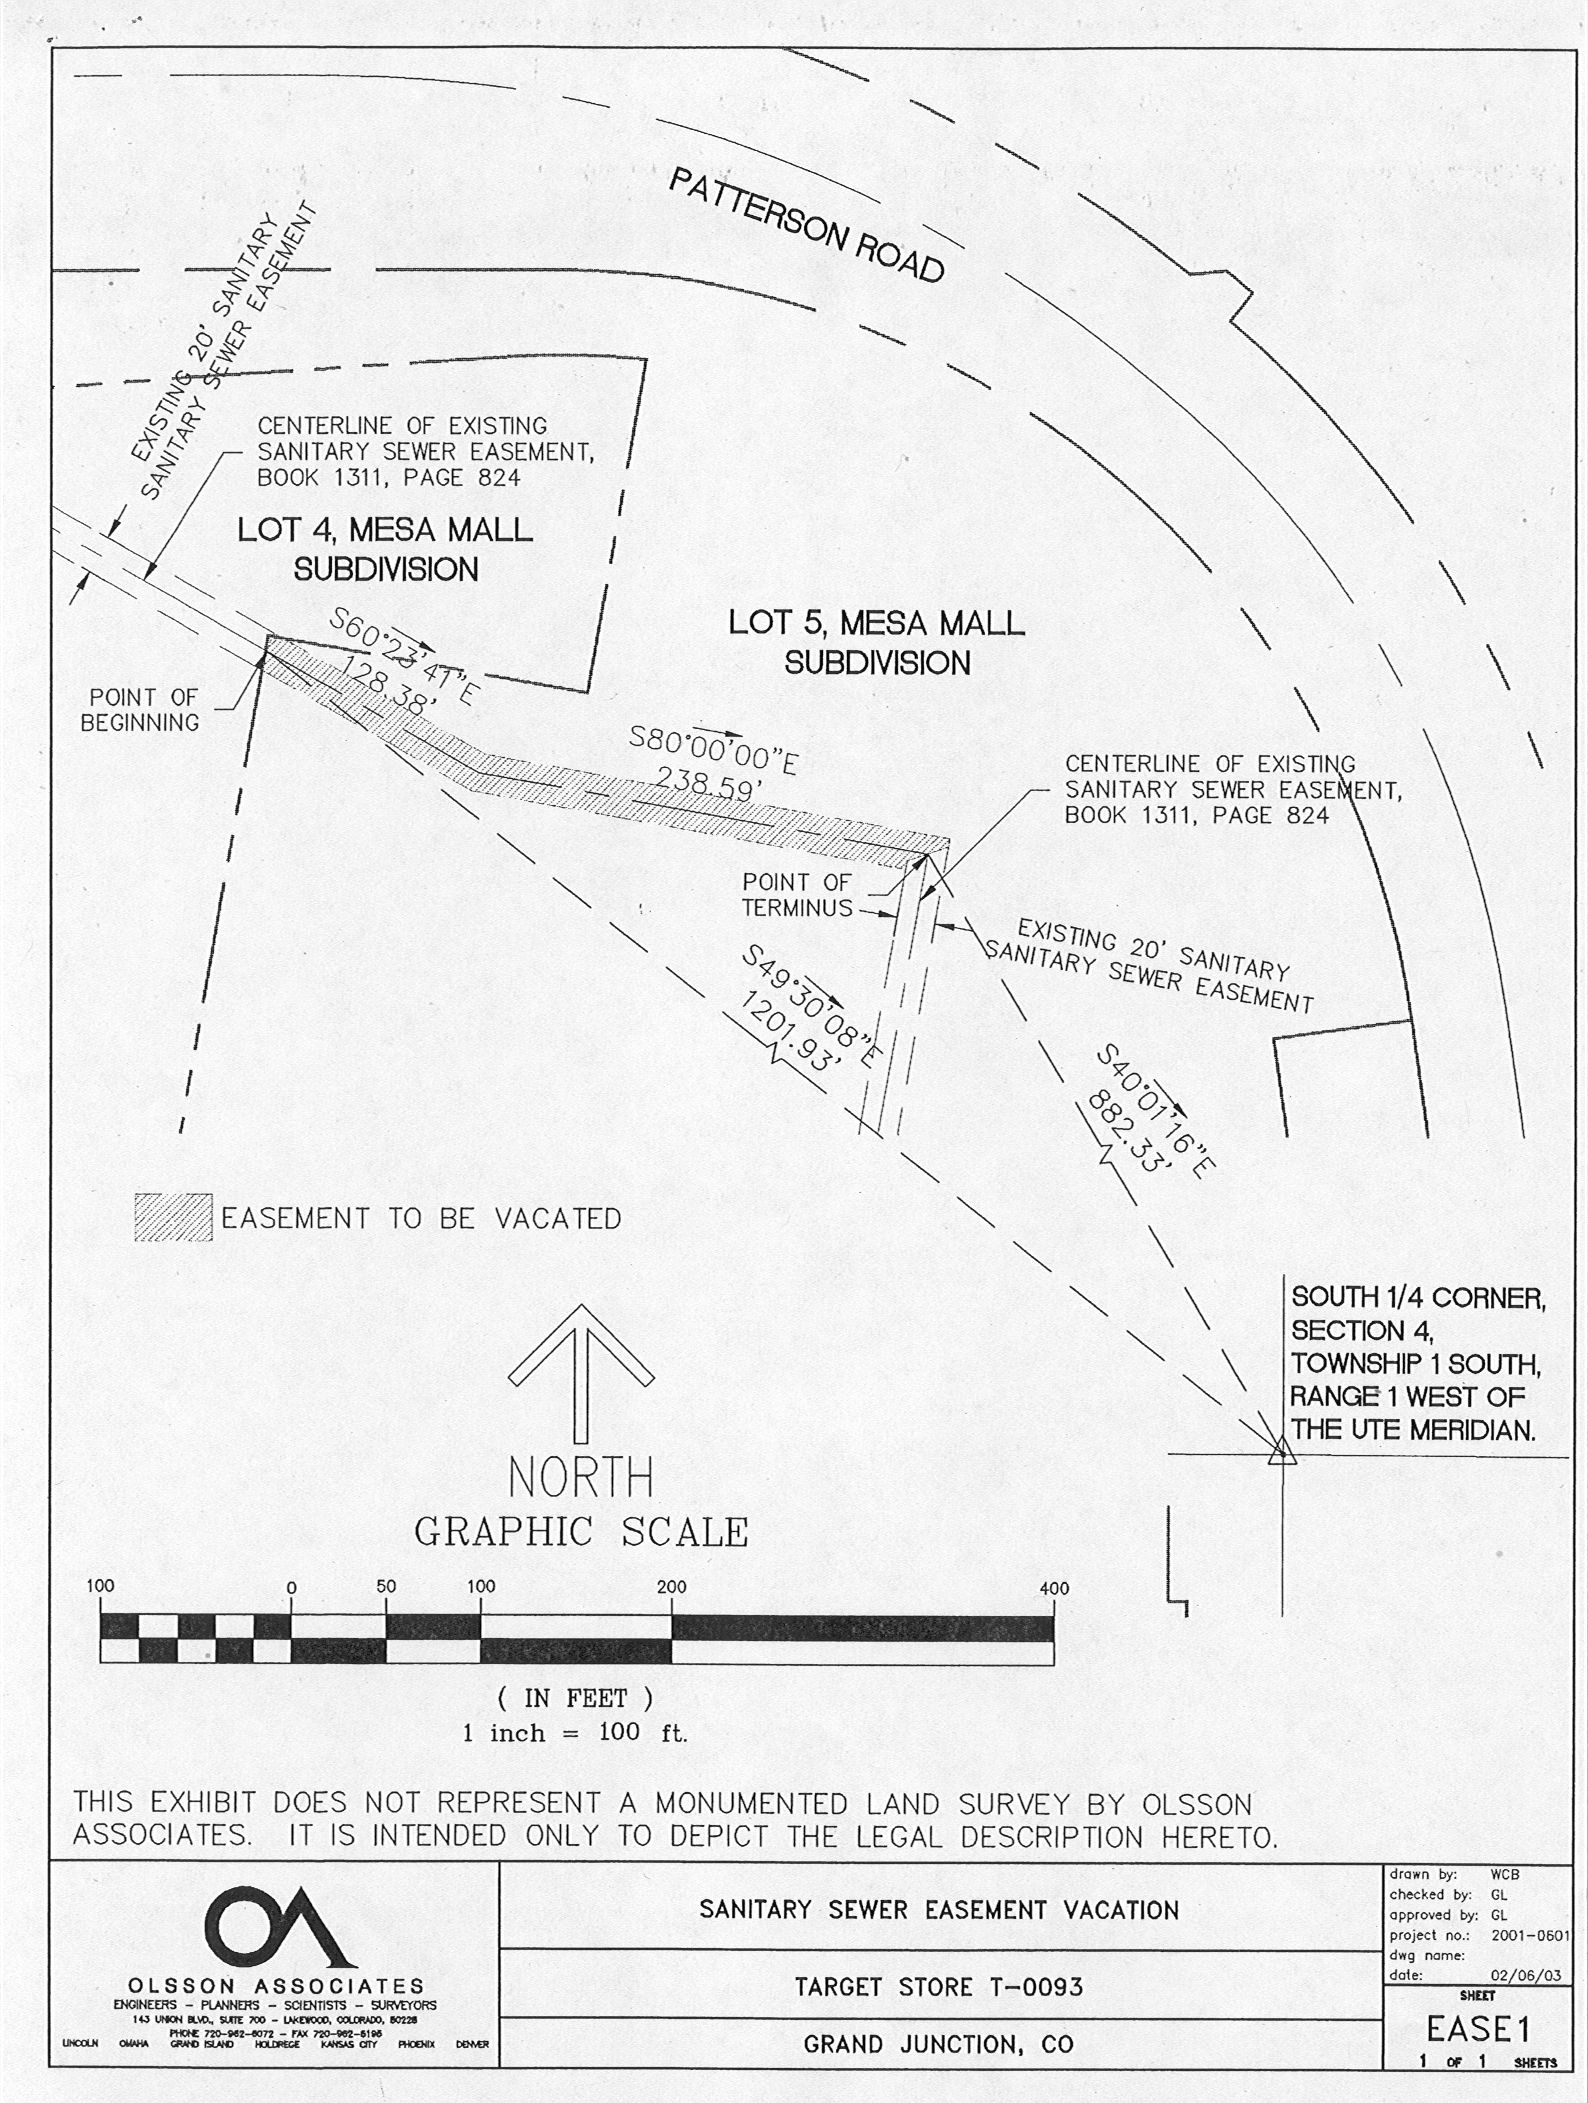 PATTERSON ROAD
EXISTING 20' SANITARY
SANITARY SEWER EASEMENT
CENTERLINE OF EXISTING
SANITARY SEWER EASEMENT,
BOOK 1311, PAGE 824
LOT 4, MESA MALL
SUBDIVISION
S60°23'41"E
128.38'
LOT 5, MESA MALL
SUBDIVISION
POINT OF
BEGINNING
S80°00'00"E
238.59'
CENTERLINE OF EXISTING
SANITARY SEWER EASEMENT,
BOOK 1311, PAGE 824
POINT OF
TERMINUS
EXISTING 20' SANITARY
SANITARY SEWER EASEMENT
S49°30'08"E
1201.93'
S40°01'16"E
882.33'
EASEMENT TO BE VACATED
SOUTH 1/4 CORNER,
SECTION 4,
TOWNSHIP 1 SOUTH,
RANGE 1 WEST OF
THE UTE MERIDIAN.
NORTH
GRAPHIC SCALE
100 0 50 100 200 400
( IN FEET )
1 inch = 100 ft.
THIS EXHIBIT DOES NOT REPRESENT A MONUMENTED LAND SURVEY BY OLSSON
ASSOCIATES. IT IS INTENDED ONLY TO DEPICT THE LEGAL DESCRIPTION HERETO.
OA
OLSSON ASSOCIATES
ENGINEERS - PLANNERS - SCIENTISTS - SURVEYORS
143 UNION BLVD., SUITE 700 - LAKEWOOD, COLORADO, 80228
PHONE 720-962-6072 - FAX 720-962-6195
LINCOLN OMAHA GRAND ISLAND HOLDREGE KANSAS CITY PHOENIX DENVER
SANITARY SEWER EASEMENT VACATION
TARGET STORE T-0093
GRAND JUNCTION, CO
drawn by: WCB
checked by: GL
approved by: GL
project no.: 2001-0601
dwg name:
date: 02/06/03
SHEET
EASE1
1 OF 1 SHEETS